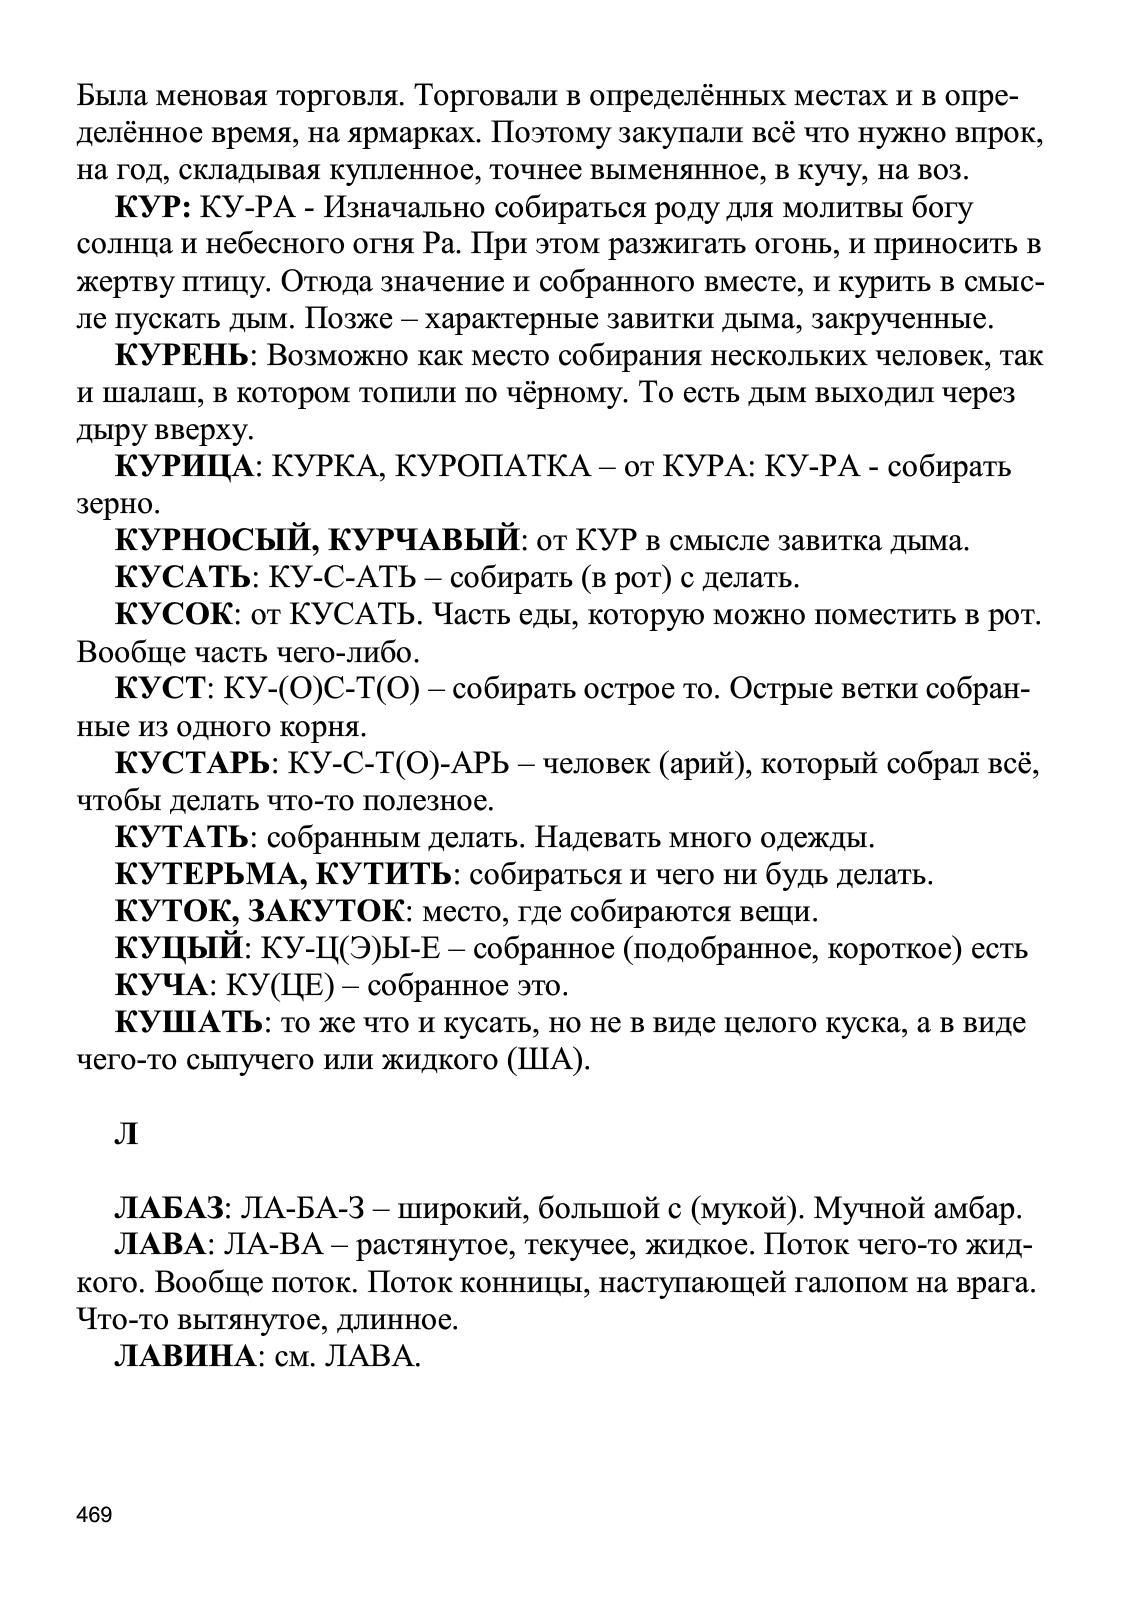 Была меновая торговля. Торговали в определённых местах и в опре-
делённое время, на ярмарках. Поэтому закупали всё что нужно впрок,
на год, складывая купленное, точнее выменянное, в кучу, на воз.
КУР: КУ-РА - Изначально собираться роду для молитвы богу
солнца и небесного огня Ра. При этом разжигать огонь, и приносить в
жертву птицу. Отюда значение и собранного вместе, и курить в смыс-
ле пускать дым. Позже – характерные завитки дыма, закрученные.
КУРЕНЬ: Возможно как место собирания нескольких человек, так
и шалаш, в котором топили по чёрному. То есть дым выходил через
дыру вверху.
КУРИЦА: КУРКА, КУРОПАТКА – от КУРА: КУ-РА - собирать
зерно.
КУРНОСЫЙ, КУРЧАВЫЙ: от КУР в смысле завитка дыма.
КУСАТЬ: КУ-С-АТЬ – собирать (в рот) с делать.
КУСОК: от КУСАТЬ. Часть еды, которую можно поместить в рот.
Вообще часть чего-либо.
КУСТ: КУ-(О)С-Т(О) – собирать острое то. Острые ветки собран-
ные из одного корня.
КУСТАРЬ: КУ-С-Т(О)-АРЬ – человек (арий), который собрал всё,
чтобы делать что-то полезное.
КУТАТЬ: собранным делать. Надевать много одежды.
КУТЕРЬМА, КУТИТЬ: собираться и чего ни будь делать.
КУТОК, ЗАКУТОК: место, где собираются вещи.
КУЦЫЙ: КУ-Ц(Э)Ы-Е – собранное (подобранное, короткое) есть
КУЧА: КУ(ЦЕ) – собранное это.
КУШАТЬ: то же что и кусать, но не в виде целого куска, а в виде
чего-то сыпучего или жидкого (ША).
Л
ЛАБАЗ: ЛА-БА-З – широкий, большой с (мукой). Мучной амбар.
ЛАВА: ЛА-ВА – растянутое, текучее, жидкое. Поток чего-то жид-
кого. Вообще поток. Поток конницы, наступающей галопом на врага.
Что-то вытянутое, длинное.
ЛАВИНА: см. ЛАВА.
469